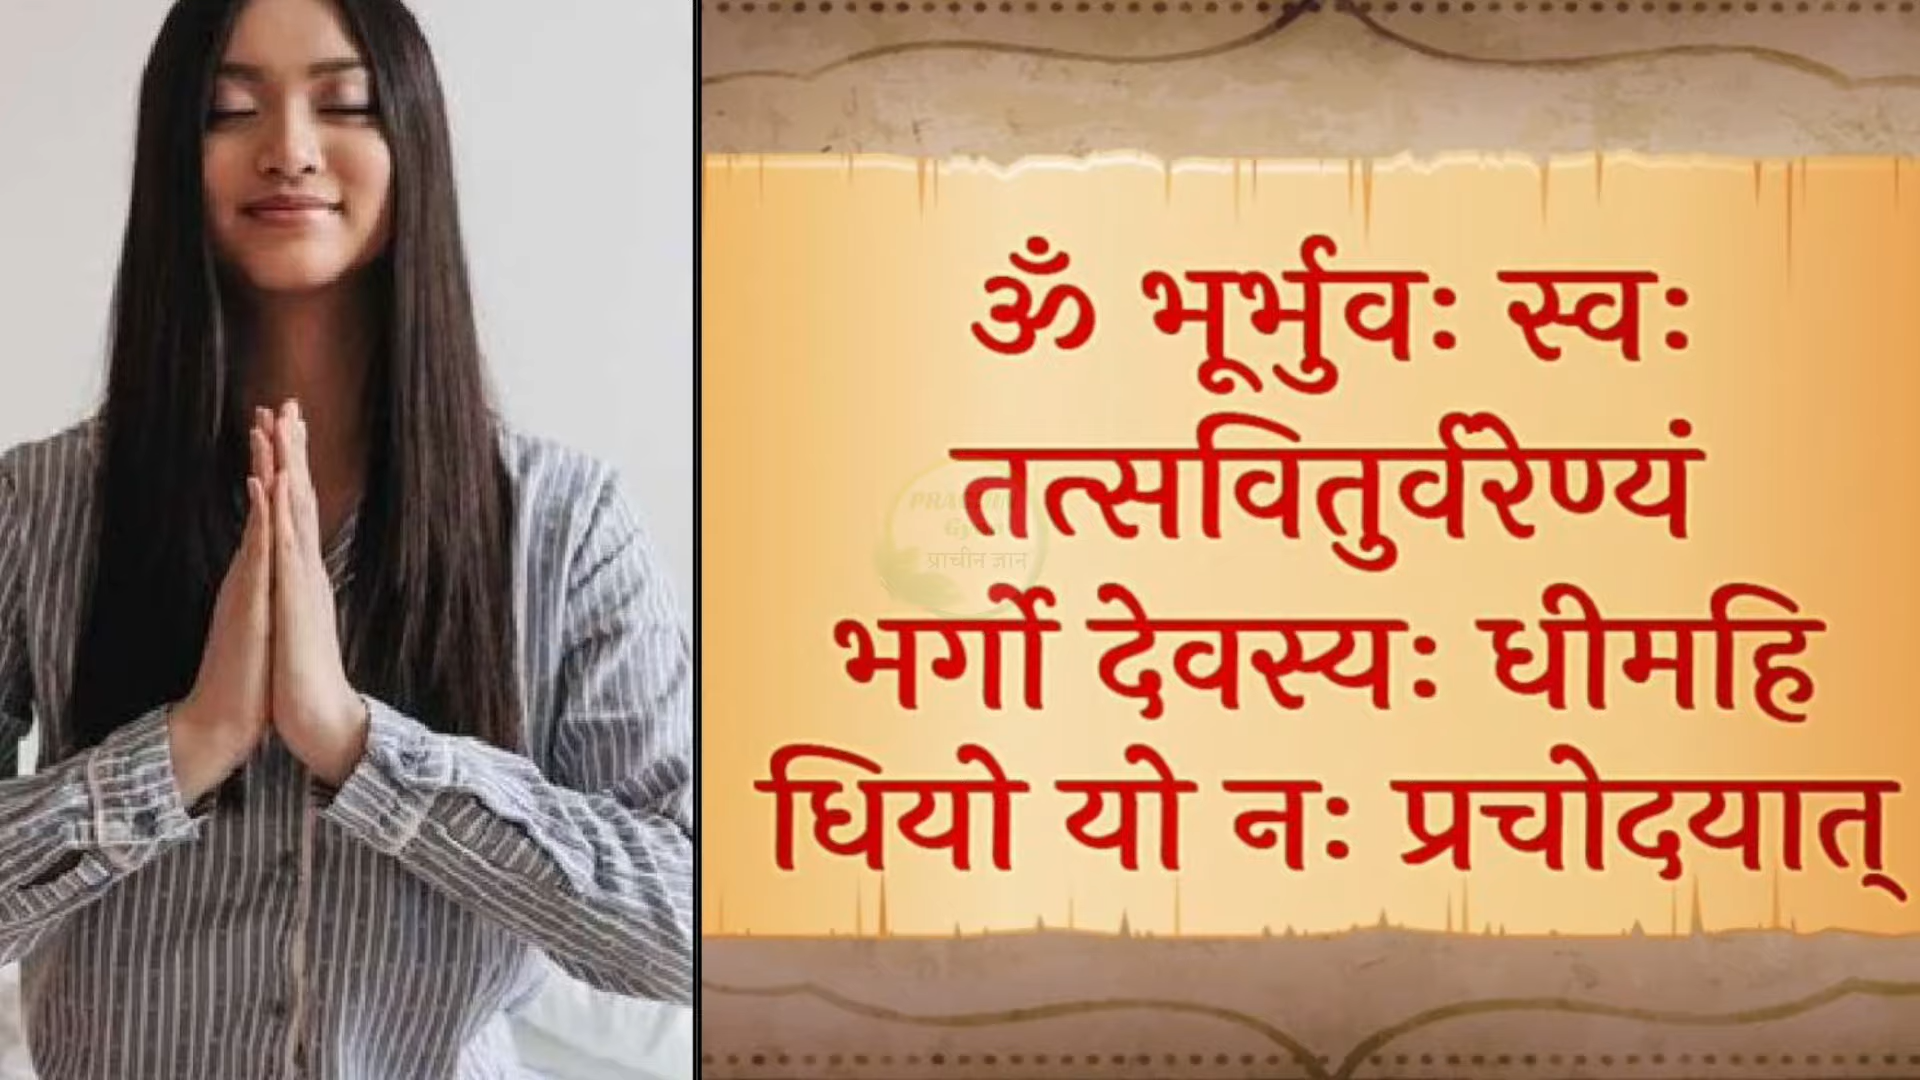 ॐ भूर्भुवः स्वः
तत्सवितुर्वरेण्यं
भर्गो देवस्यः धीमहि
धियो यो नः प्रचोदयात्
प्राचीन ज्ञान